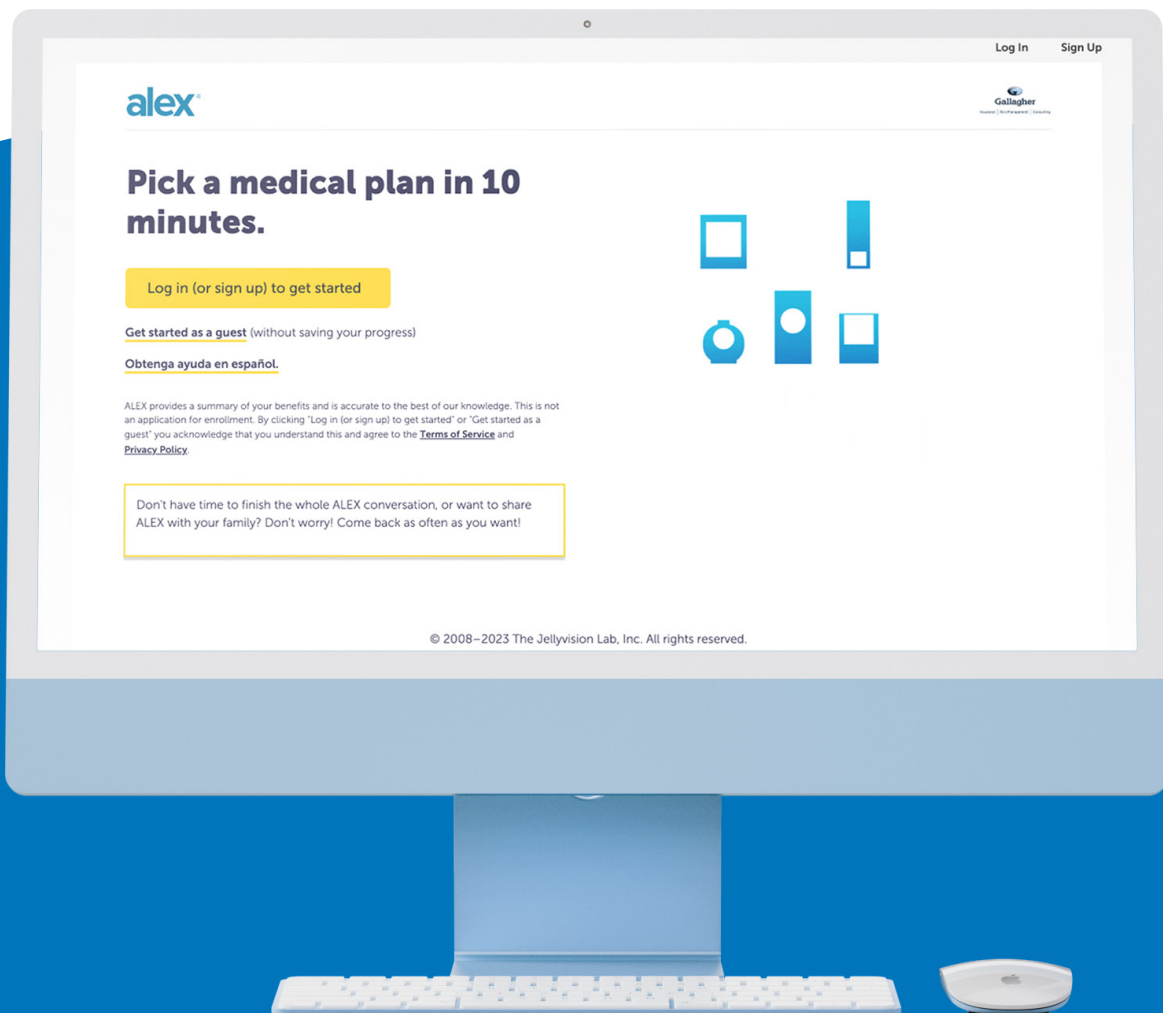 Log In Sign Up
alex
Gallagher
Insurance | Risk Management | Consulting
Pick a medical plan in 10
minutes.
Log in (or sign up) to get started
Get started as a guest (without saving your progress)
Obtenga ayuda en español.
ALEX provides a summary of your benefits and is accurate to the best of our knowledge. This is not
an application for enrollment. By clicking "Log in (or sign up) to get started" or "Get started as a
guest" you acknowledge that you understand this and agree to the Terms of Service and
Privacy Policy.
Don't have time to finish the whole ALEX conversation, or want to share
ALEX with your family? Don't worry! Come back as often as you want!
© 2008–2023 The Jellyvision Lab, Inc. All rights reserved.